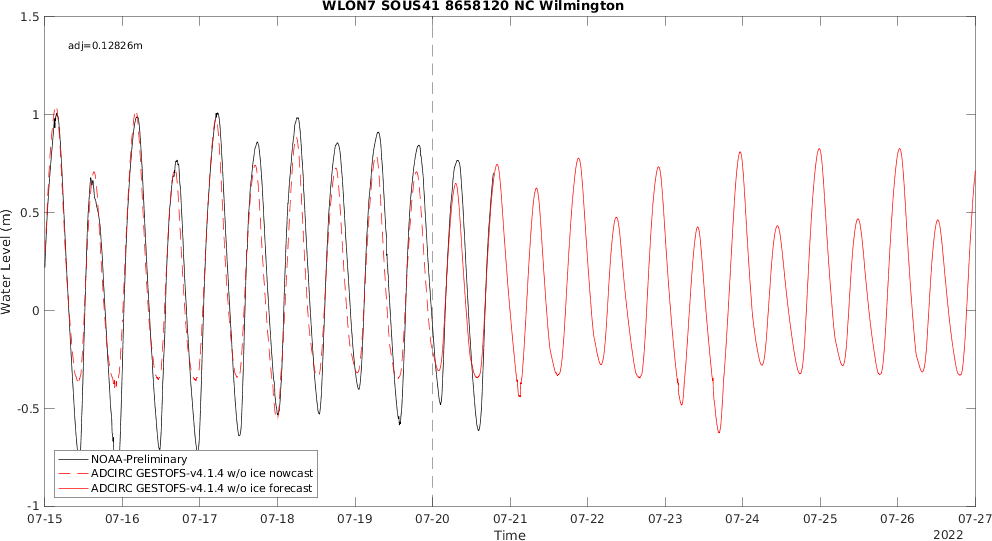 WLON7 SOUS41 8658120 NC Wilmington
adj=0.12826m
1.5
1
0.5
0
-0.5
-1
Water Level (m)
NOAA-Preliminary
ADCIRC GESTOFS-v4.1.4 w/o ice nowcast
ADCIRC GESTOFS-v4.1.4 w/o ice forecast
07-15 07-16 07-17 07-18 07-19 07-20 07-21 07-22 07-23 07-24 07-25 07-26 07-27
Time
2022